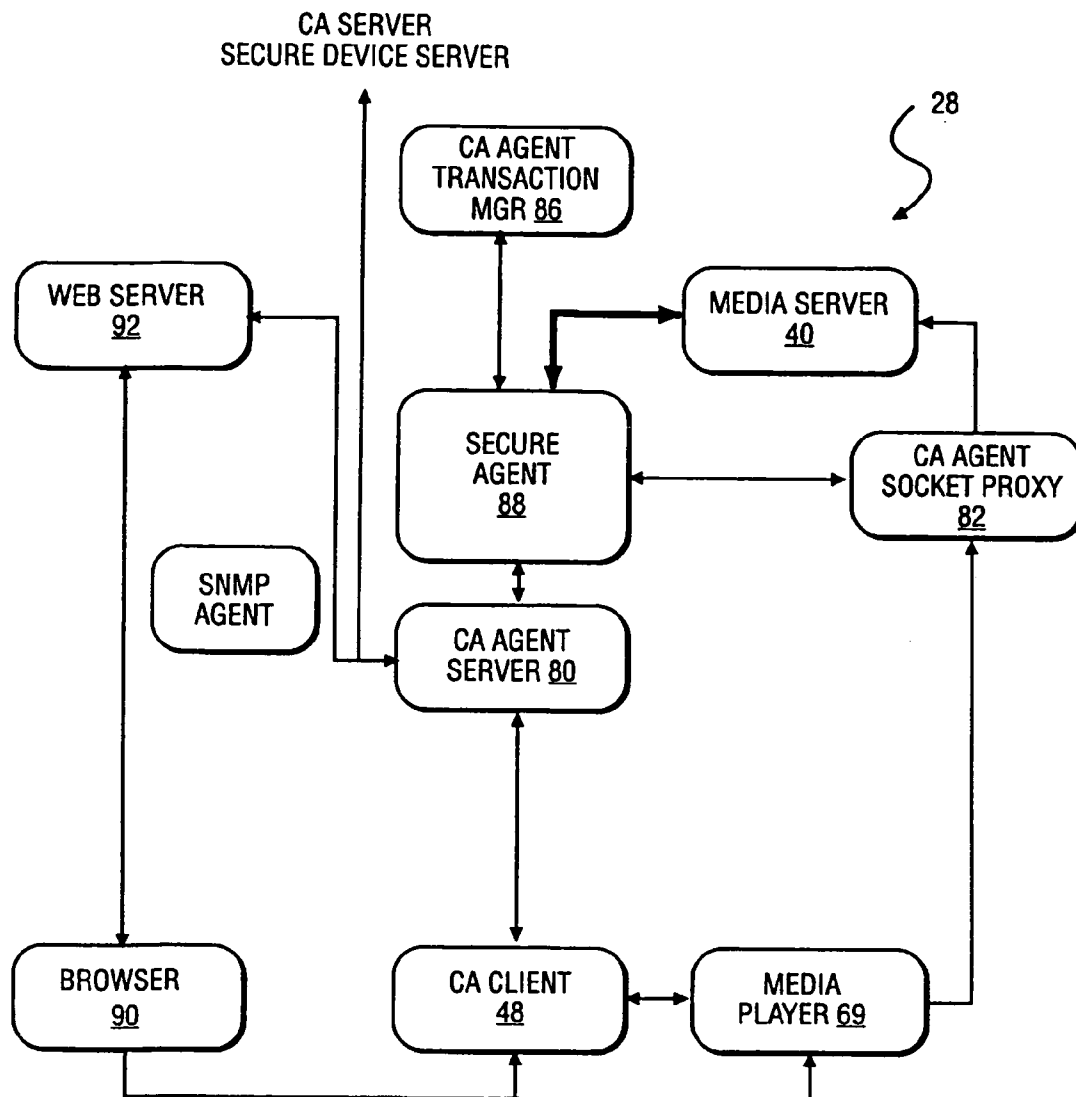 CA SERVER
SECURE DEVICE SERVER
28
CA AGENT
TRANSACTION
MGR 86
WEB SERVER
92
MEDIA SERVER
40
SECURE
AGENT
88
CA AGENT
SOCKET PROXY
82
SNMP
AGENT
CA AGENT
SERVER 80
BROWSER
90
CA CLIENT
48
MEDIA
PLAYER 69